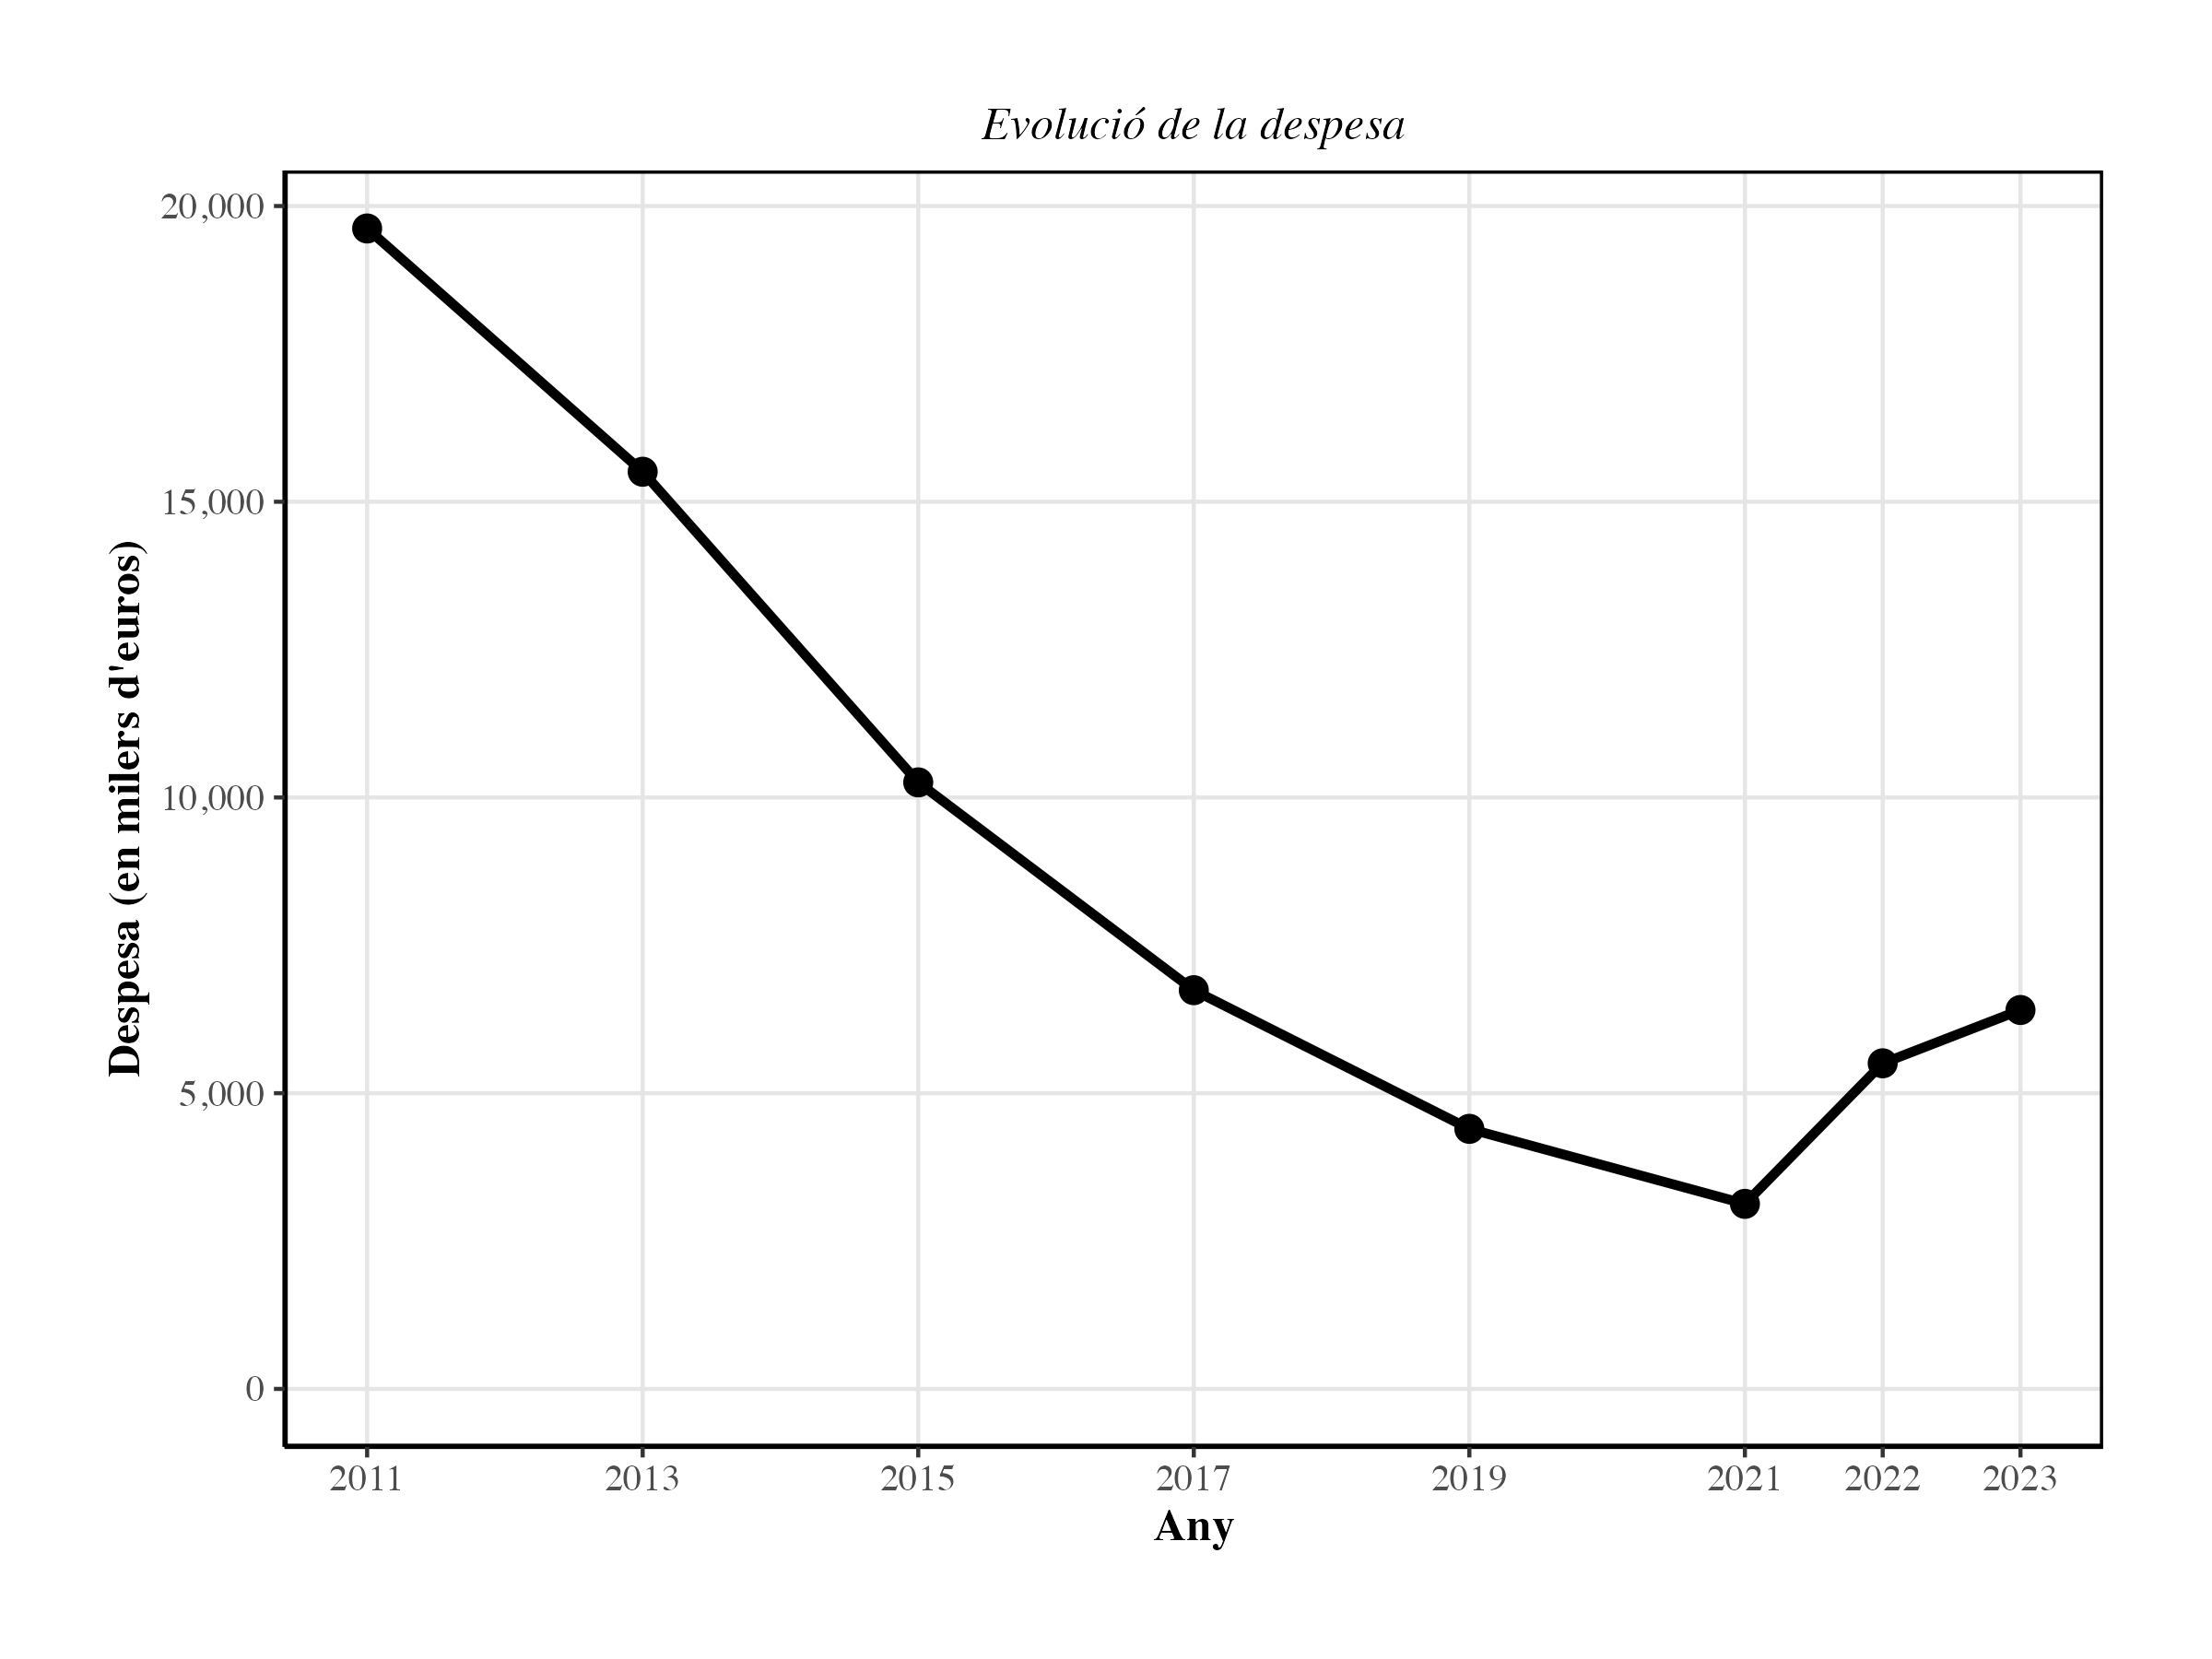 Evolució de la despesa
Despesa (en milers d'euros)
20,000
15,000
10,000
5,000
0
2011 2013 2015 2017 2019 2021 2022 2023
Any